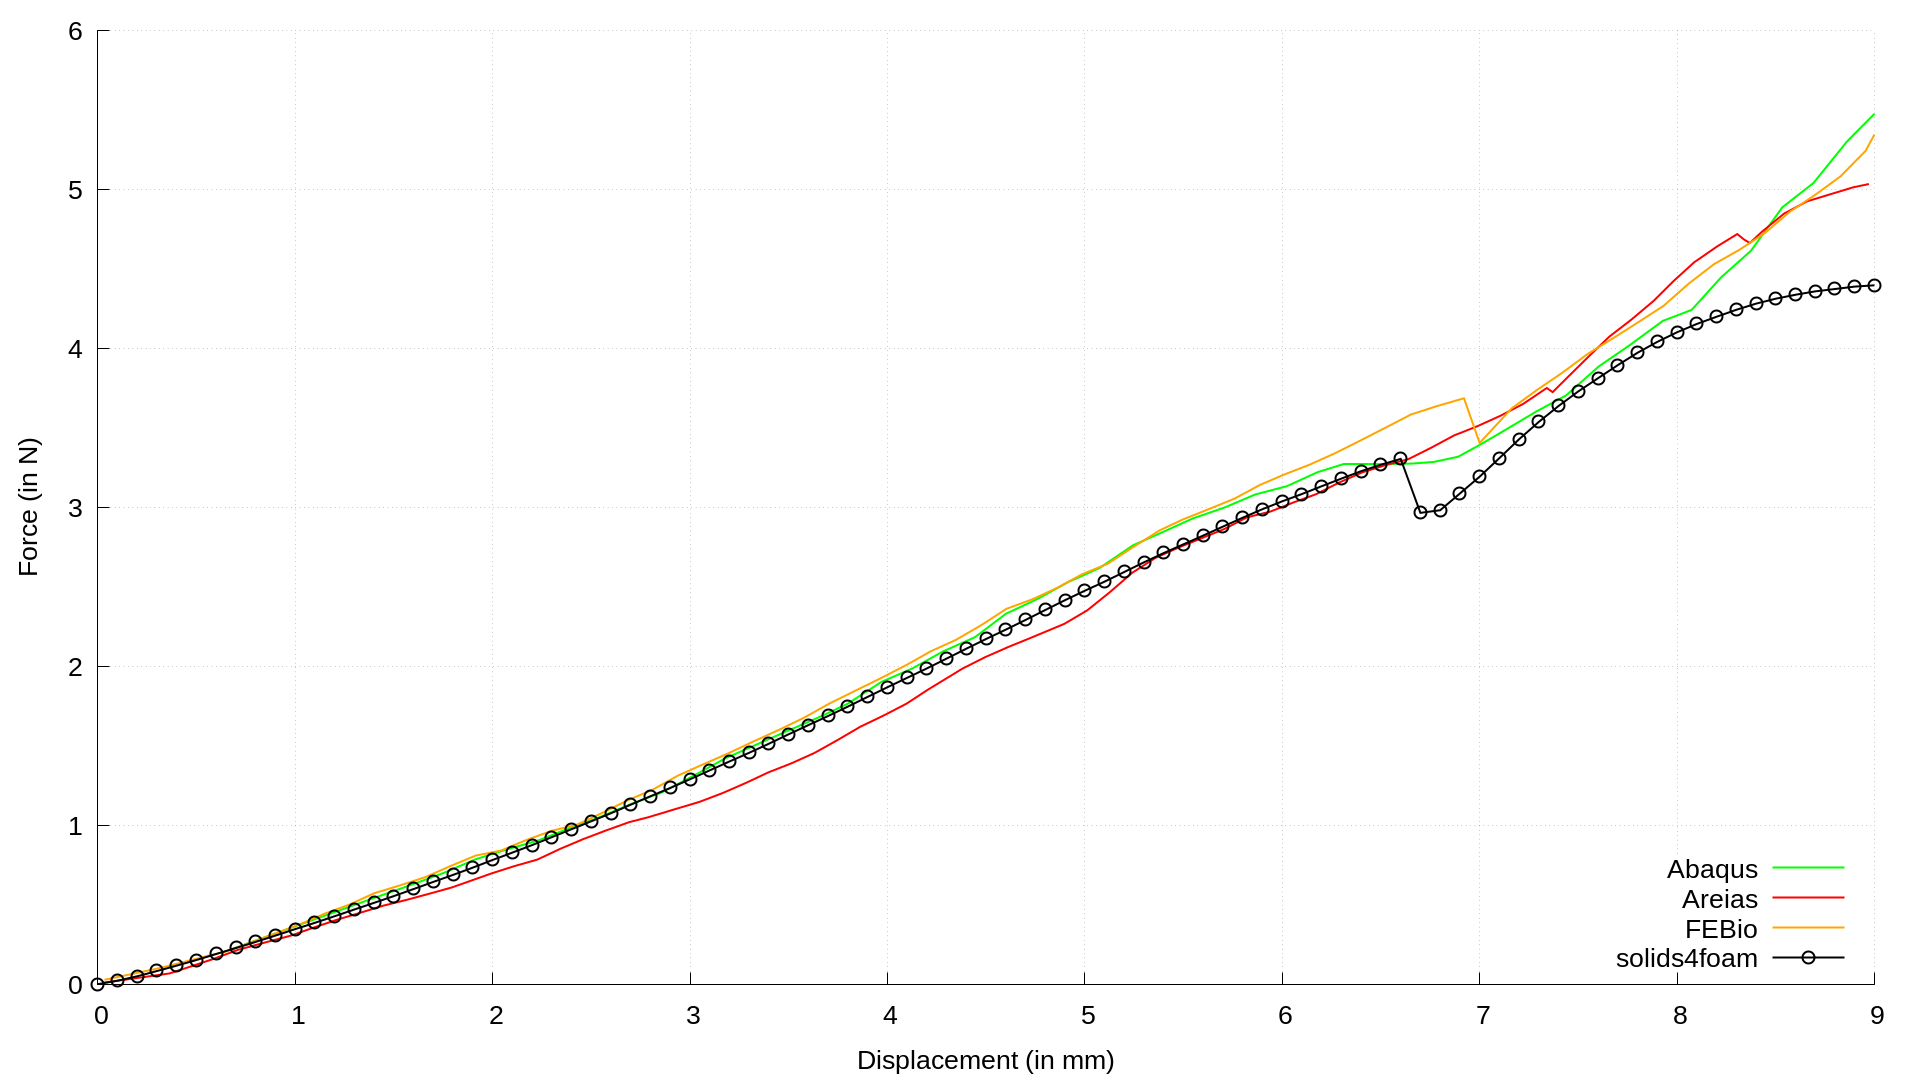 6
5
4
3
2
1
0
Force (in N)
0 1 2 3 4 5 6 7 8 9
Displacement (in mm)
Abaqus
Areias
FEBio
solids4foam